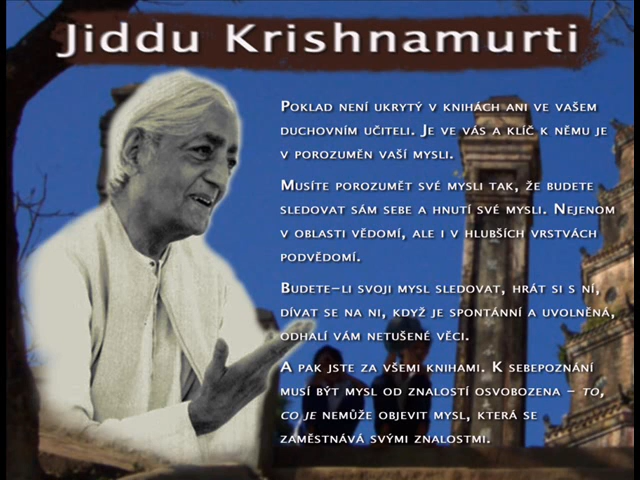 Jiddu Krishnamurti
Poklad není ukrytý v knihách ani ve vašem
duchovním učiteli. Je ve vás a klíč k němu je
v porozuměn vaší mysli.
Musíte porozumět své mysli tak, že budete
sledovat sám sebe a hnutí své mysli. Nejenom
v oblasti vědomí, ale i v hlubších vrstvách
podvědomí.
Budete-li svoji mysl sledovat, hrát si s ní,
dívat se na ni, když je spontánní a uvolněná,
odhalí vám netušené věci.
A pak jste za všemi knihami. K sebepoznání
musí být mysl od znalostí osvobozena – to,
co je nemůže objevit mysl, která se
zaměstnává svými znalostmi.